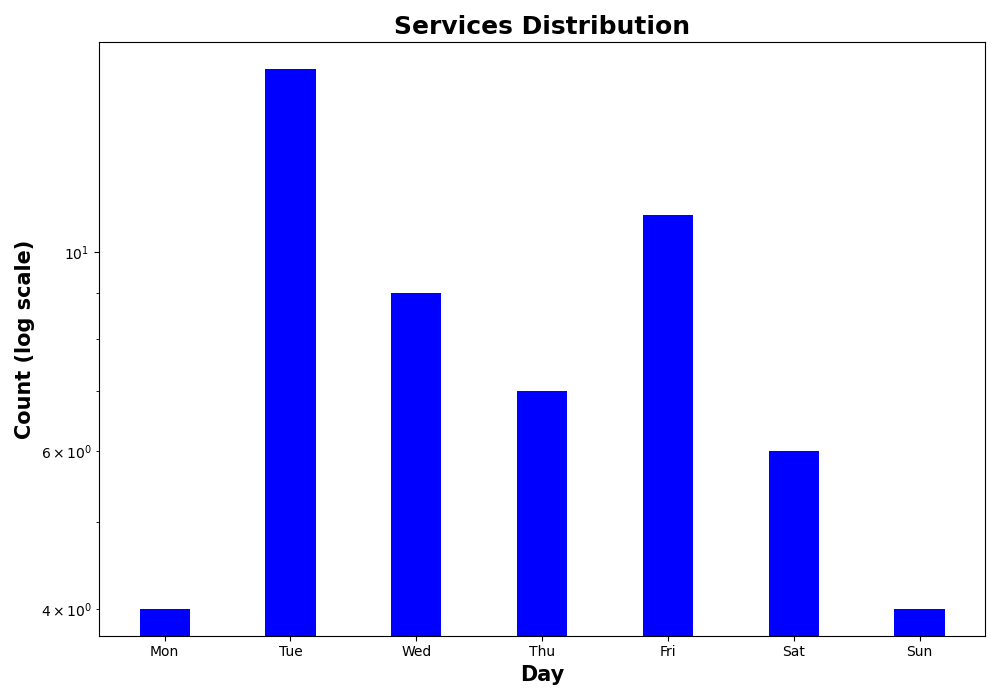 Services Distribution
Count (log scale)
10¹
6 × 10⁰
4 × 10⁰
Mon Tue Wed Thu Fri Sat Sun
Day